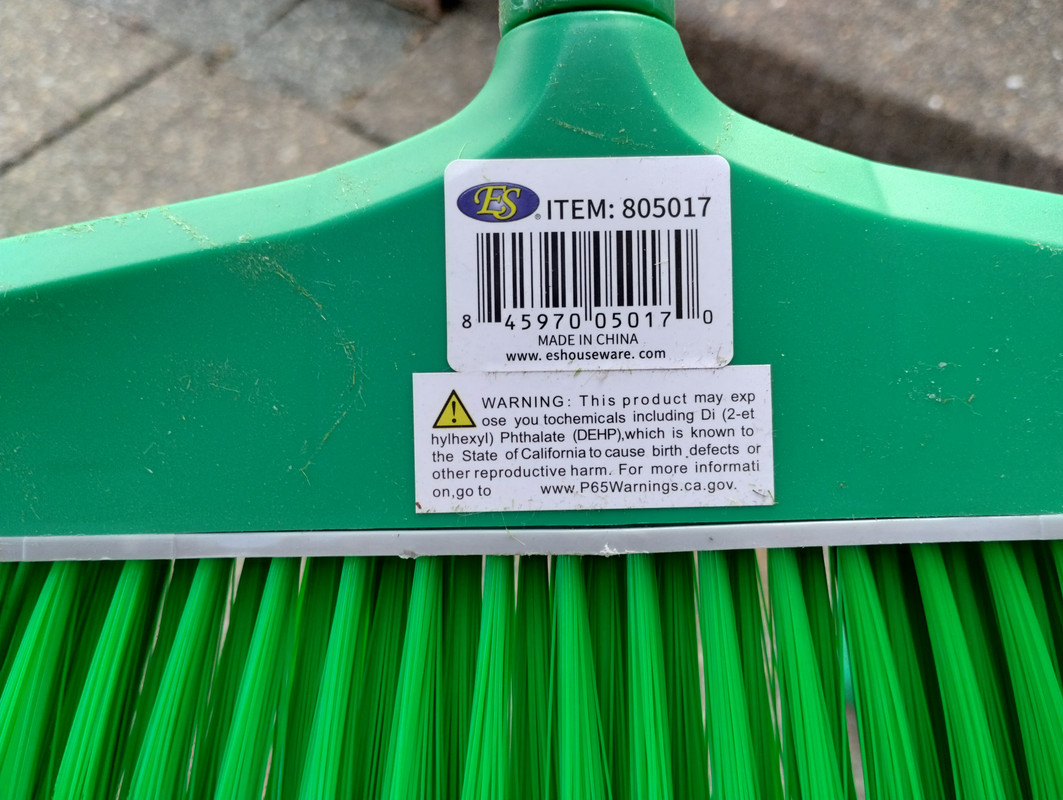 ES® ITEM: 805017
8 45970 05017 0
MADE IN CHINA
www. eshouseware. com
WARNING: This product may exp
ose you tochemicals including Di (2-et
hylhexyl) Phthalate (DEHP),which is known to
the State of California to cause birth defects or
other reproductive harm. For more informati
on,go to www.P65Warnings.ca.gov.